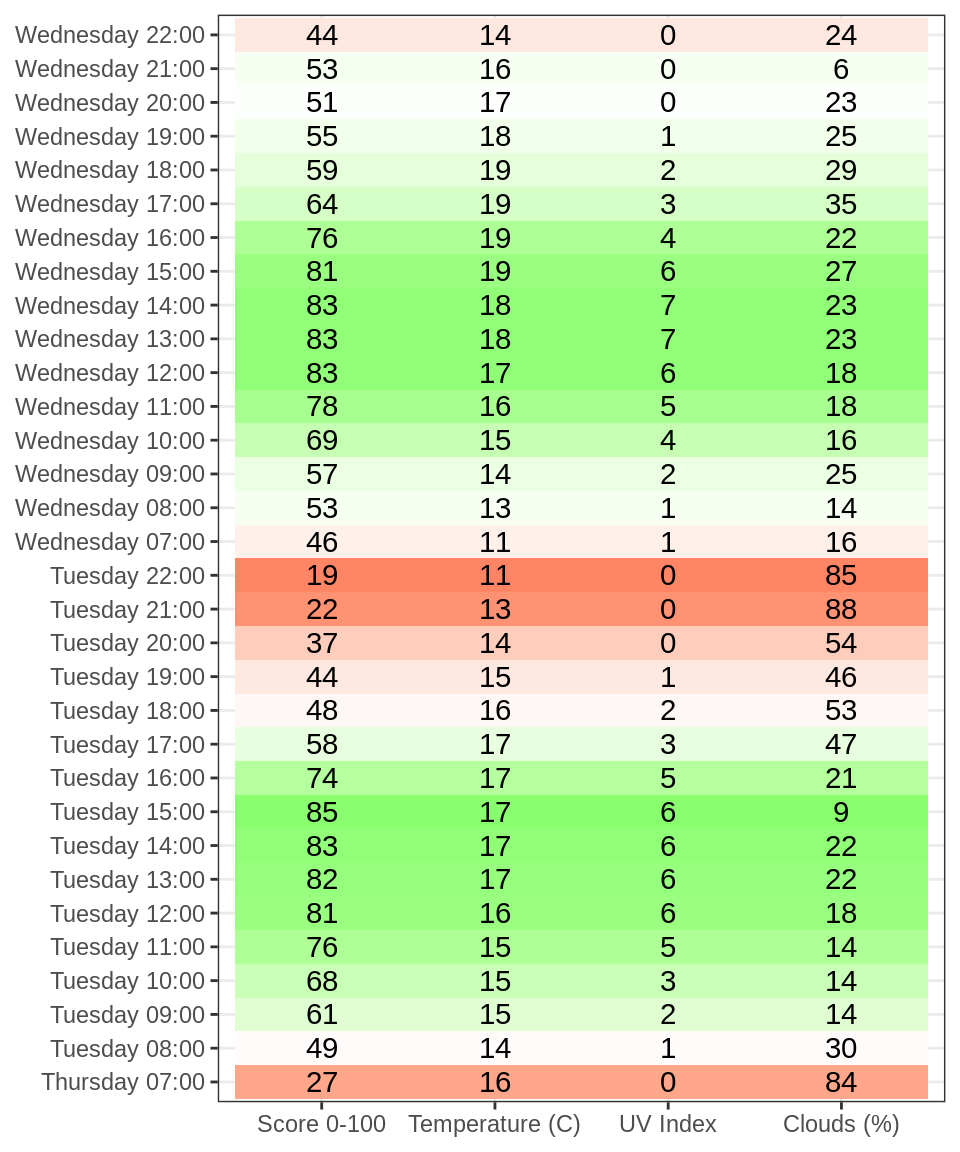 Wednesday 22:00 44 14 0 24
Wednesday 21:00 53 16 0 6
Wednesday 20:00 51 17 0 23
Wednesday 19:00 55 18 1 25
Wednesday 18:00 59 19 2 29
Wednesday 17:00 64 19 3 35
Wednesday 16:00 76 19 4 22
Wednesday 15:00 81 19 6 27
Wednesday 14:00 83 18 7 23
Wednesday 13:00 83 18 7 23
Wednesday 12:00 83 17 6 18
Wednesday 11:00 78 16 5 18
Wednesday 10:00 69 15 4 16
Wednesday 09:00 57 14 2 25
Wednesday 08:00 53 13 1 14
Wednesday 07:00 46 11 1 16
Tuesday 22:00 19 11 0 85
Tuesday 21:00 22 13 0 88
Tuesday 20:00 37 14 0 54
Tuesday 19:00 44 15 1 46
Tuesday 18:00 48 16 2 53
Tuesday 17:00 58 17 3 47
Tuesday 16:00 74 17 5 21
Tuesday 15:00 85 17 6 9
Tuesday 14:00 83 17 6 22
Tuesday 13:00 82 17 6 22
Tuesday 12:00 81 16 6 18
Tuesday 11:00 76 15 5 14
Tuesday 10:00 68 15 3 14
Tuesday 09:00 61 15 2 14
Tuesday 08:00 49 14 1 30
Thursday 07:00 27 16 0 84
Score 0-100 Temperature (C) UV Index Clouds (%)